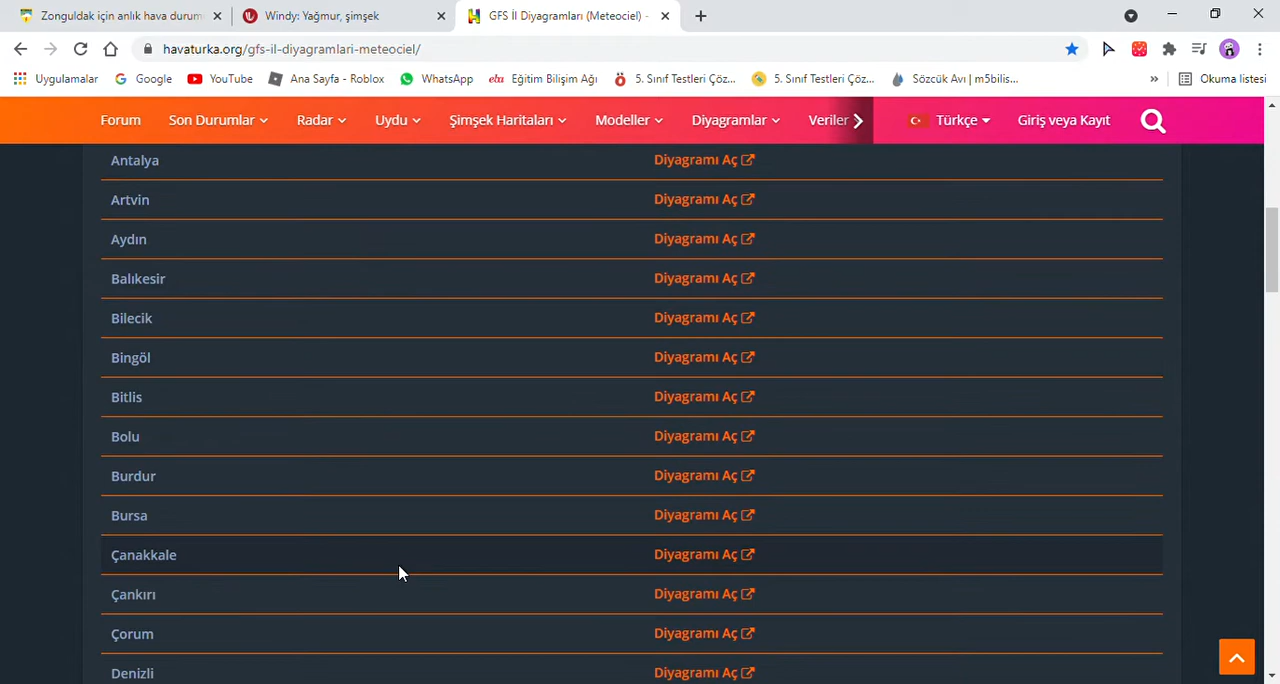 Zonguldak için anlık hava durum
Windy: Yağmur, şimşek
GFS İl Diyagramları (Meteociel) -
havaturka.org/gfs-il-diyagramlari-meteociel/
Uygulamalar
Google
YouTube
Ana Sayfa - Roblox
WhatsApp
eba
Eğitim Bilişim Ağı
5. Sınıf Testleri Çöz...
5. Sınıf Testleri Çöz...
Sözcük Avı | m5bilis...
»
Okuma listesi
Forum
Son Durumlar
Radar
Uydu
Şimşek Haritaları
Modeller
Diyagramlar
Veriler
Türkçe
Giriş veya Kayıt
Antalya Diyagramı Aç
Artvin Diyagramı Aç
Aydın Diyagramı Aç
Balıkesir Diyagramı Aç
Bilecik Diyagramı Aç
Bingöl Diyagramı Aç
Bitlis Diyagramı Aç
Bolu Diyagramı Aç
Burdur Diyagramı Aç
Bursa Diyagramı Aç
Çanakkale Diyagramı Aç
Çankırı Diyagramı Aç
Çorum Diyagramı Aç
Denizli Diyagramı Aç